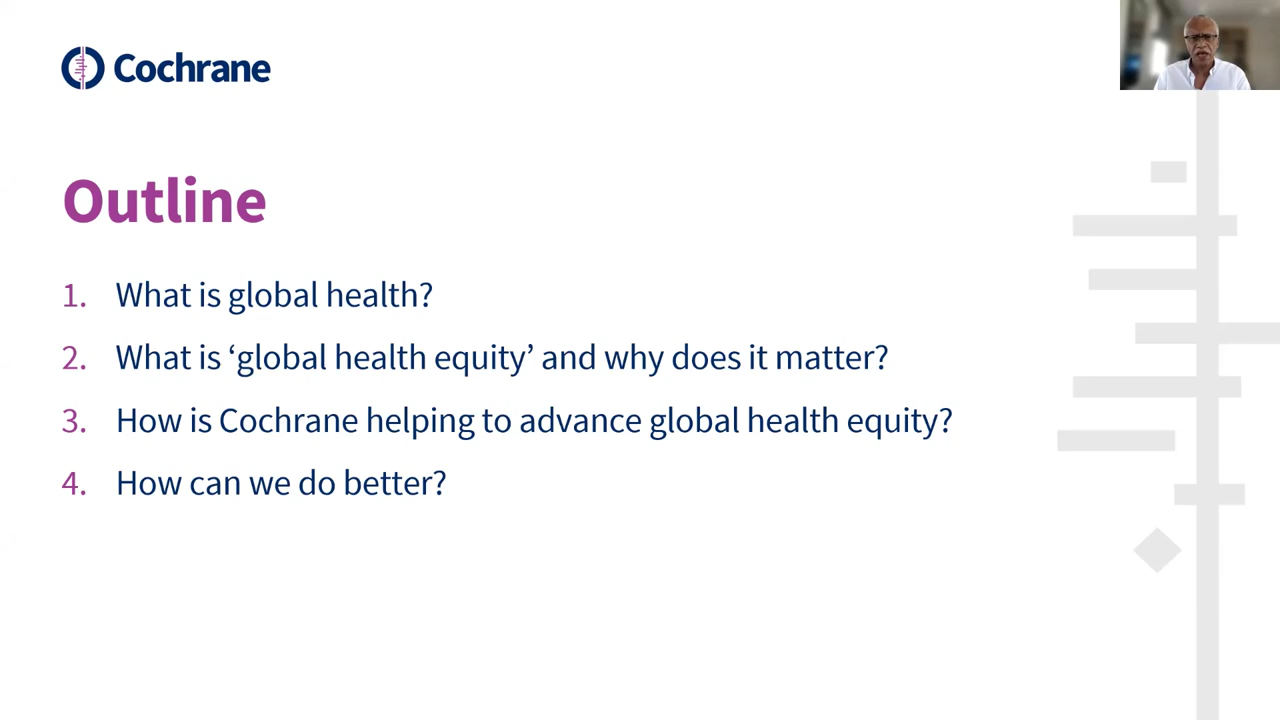 Cochrane
Outline
1. What is global health?
2. What is ‘global health equity’ and why does it matter?
3. How is Cochrane helping to advance global health equity?
4. How can we do better?